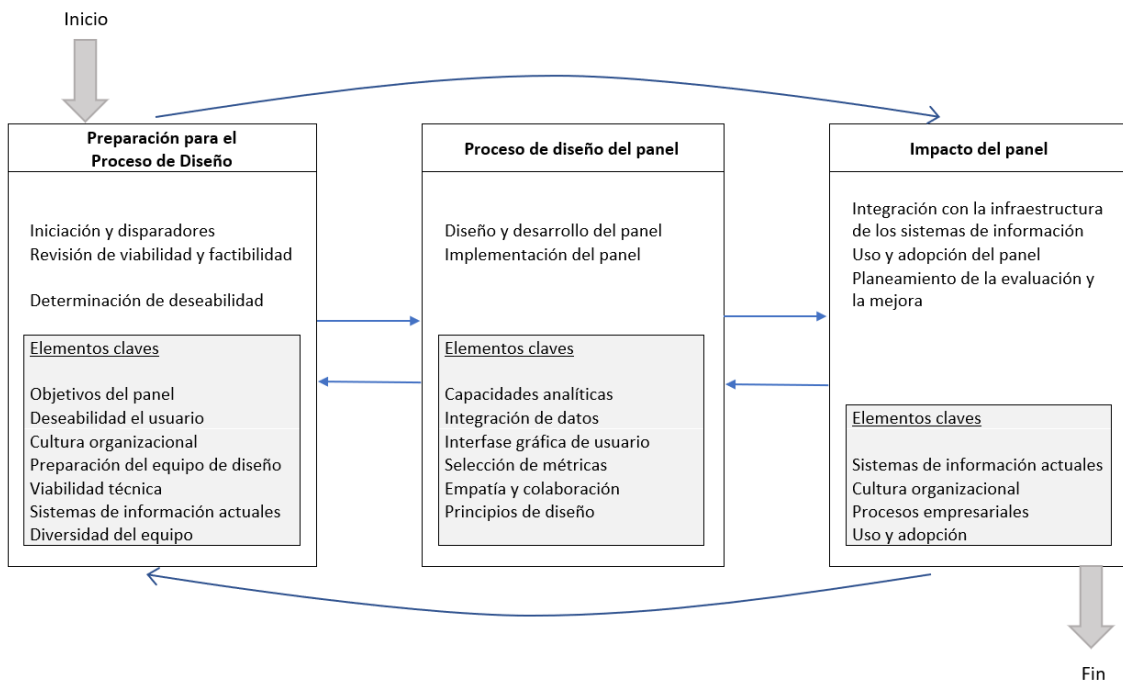 Inicio
Preparación para el
Proceso de Diseño
Iniciación y disparadores
Revisión de viabilidad y factibilidad
Determinación de deseabilidad
Elementos claves
Objetivos del panel
Deseabilidad el usuario
Cultura organizacional
Preparación del equipo de diseño
Viabilidad técnica
Sistemas de información actuales
Diversidad del equipo
Proceso de diseño del panel
Diseño y desarrollo del panel
Implementación del panel
Elementos claves
Capacidades analíticas
Integración de datos
Interfase gráfica de usuario
Selección de métricas
Empatía y colaboración
Principios de diseño
Impacto del panel
Integración con la infraestructura
de los sistemas de información
Uso y adopción del panel
Planeamiento de la evaluación y
la mejora
Elementos claves
Sistemas de información actuales
Cultura organizacional
Procesos empresariales
Uso y adopción
Fin